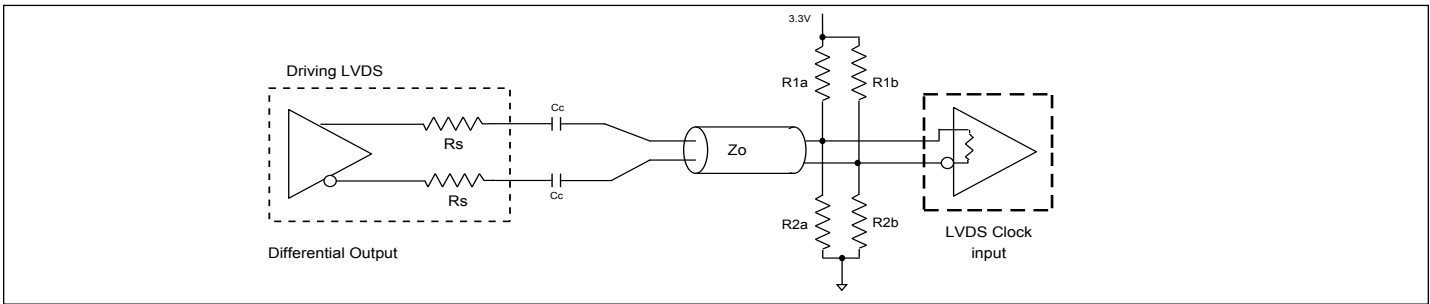 3.3V
Driving LVDS
R1a
R1b
Cc
Rs
Zo
Rs
Cc
R2a
R2b
LVDS Clock
input
Differential Output